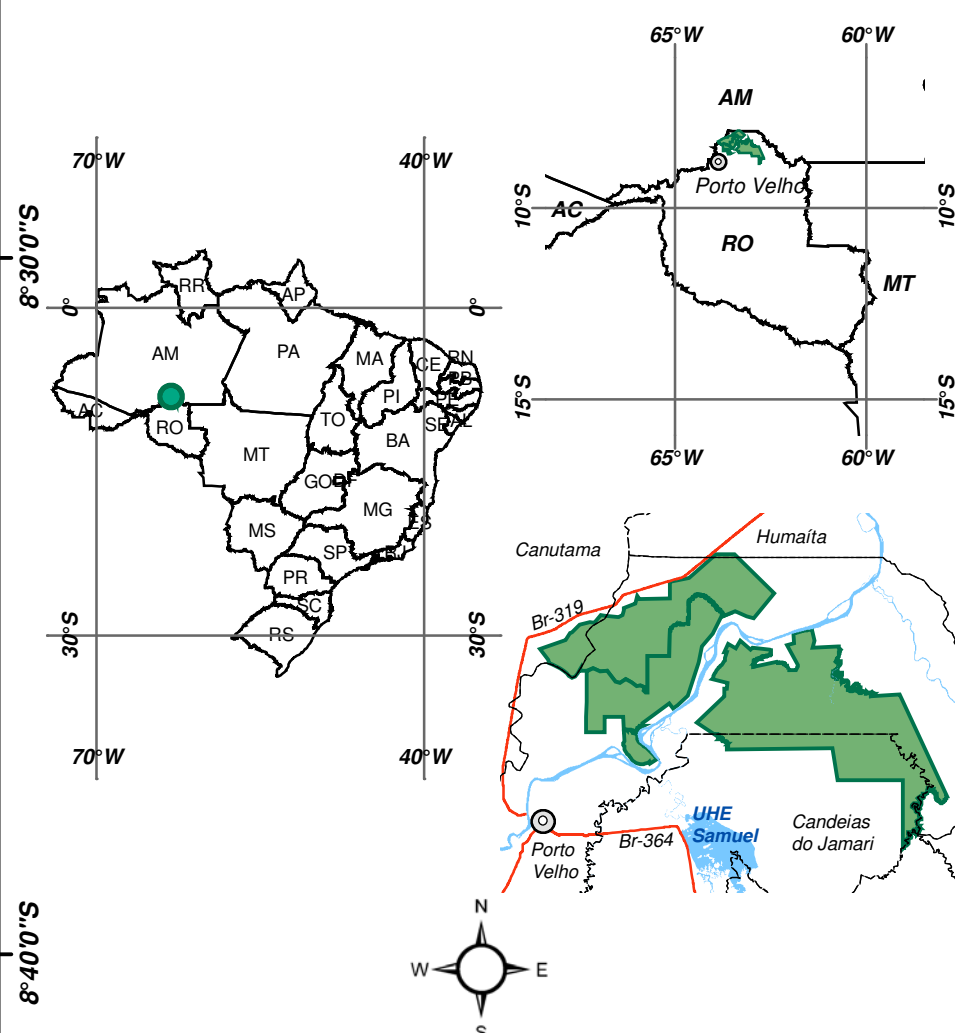 65°W 60°W
AM
70°W 40°W
Porto Velho
10°S 10°S
AC
RO
MT
8°30'0"S
RR
AP
0° 0°
AM
PA
MA
CE
RN
PB
PI
PE
AC
TO
SE
AL
RO
BA
15°S 15°S
MT
65°W 60°W
GO
DF
MG
MS
ES
SP
RJ
PR
SC
RS
30°S 30°S
70°W 40°W
Canutama
Humaíta
Br-319
UHE
Samuel
Candeias
do Jamari
Br-364
Porto
Velho
8°40'0"S
N
W E
S